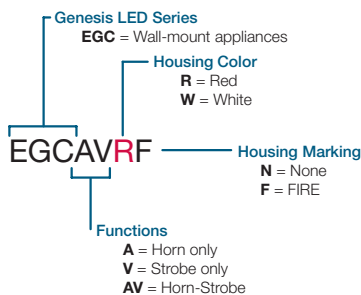 Genesis LED Series
EGC = Wall-mount appliances
Housing Color
R = Red
W = White
EGCAVRF
Housing Marking
N = None
F = FIRE
Functions
A = Horn only
V = Strobe only
AV = Horn-Strobe